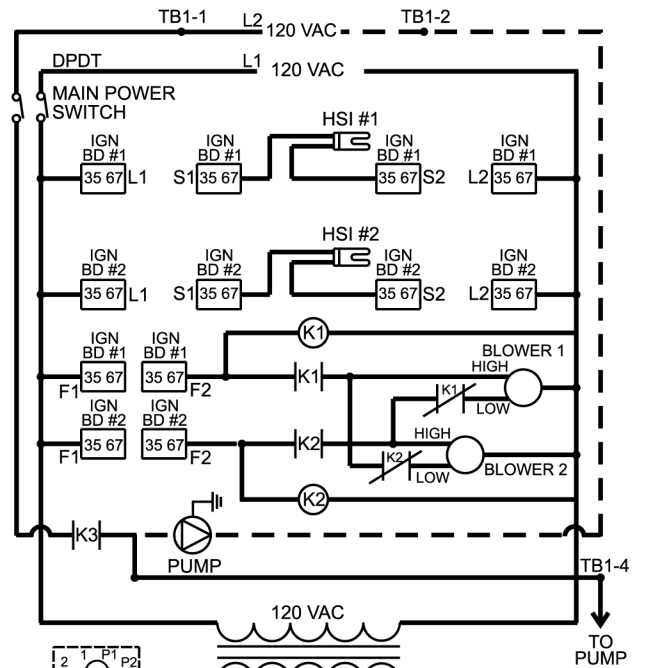 TB1-1 L2 120 VAC TB1-2
DPDT L1 120 VAC
MAIN POWER
SWITCH
HSI #1
IGN BD #1 35 67 L1
IGN BD #1 S1 35 67
IGN BD #1 35 67 S2
IGN BD #1 L2 35 67
HSI #2
IGN BD #2 35 67 L1
IGN BD #2 S1 35 67
IGN BD #2 35 67 S2
IGN BD #2 L2 35 67
K1
IGN BD #1 35 67 F1
IGN BD #1 35 67 F2
K1
BLOWER 1
HIGH
K1
LOW
IGN BD #2 35 67 F1
IGN BD #2 35 67 F2
K2
HIGH
K2
LOW
BLOWER 2
K2
K3
PUMP
TB1-4
120 VAC
TO
PUMP
2 1 P1 P2